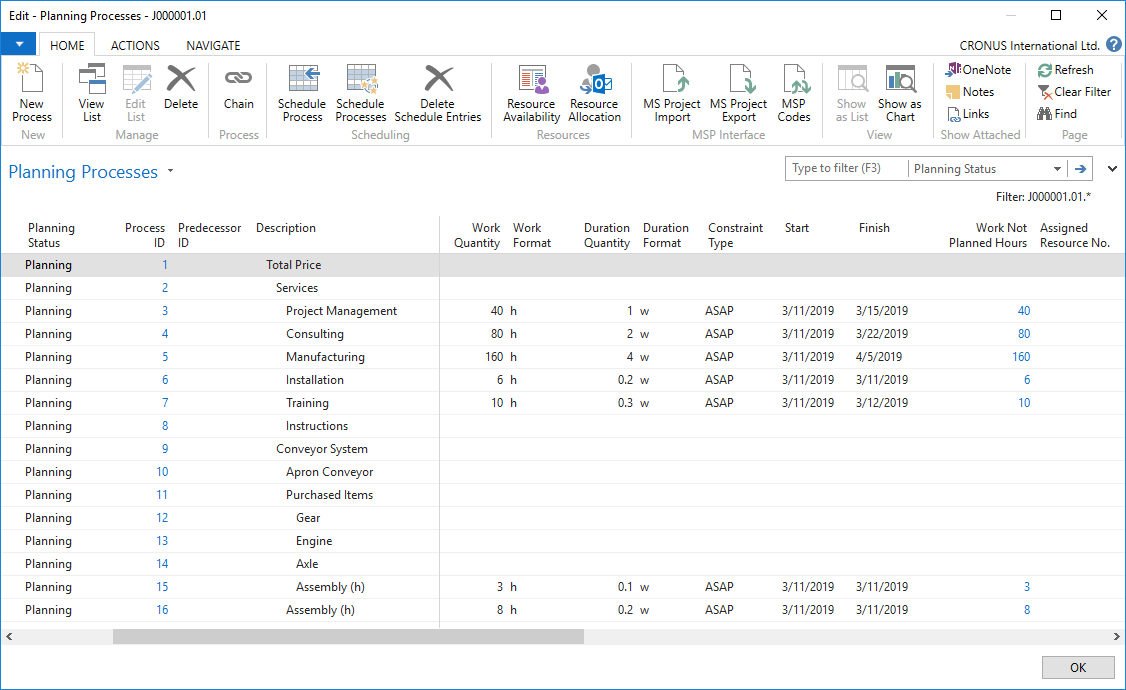 Edit - Planning Processes - J000001.01
HOME ACTIONS NAVIGATE CRONUS International Ltd. ?
New Process
View List
Edit List
Delete
Chain
Schedule Process
Schedule Processes
Delete Schedule Entries
Resource Availability
Resource Allocation
MS Project Import
MS Project Export
MSP Codes
Show as List
Show as Chart
OneNote
Notes
Links
Refresh
Clear Filter
Find
New Manage Process Scheduling Resources MSP Interface View Show Attached Page
Planning Processes
Type to filter (F3) Planning Status
Filter: J000001.01.*
Planning Status Process ID Predecessor ID Description Work Quantity Work Format Duration Quantity Duration Format Constraint Type Start Finish Work Not Planned Hours Assigned Resource No.
Planning 1 Total Price
Planning 2 Services
Planning 3 Project Management 40 h 1 w ASAP 3/11/2019 3/15/2019 40
Planning 4 Consulting 80 h 2 w ASAP 3/11/2019 3/22/2019 80
Planning 5 Manufacturing 160 h 4 w ASAP 3/11/2019 4/5/2019 160
Planning 6 Installation 6 h 0.2 w ASAP 3/11/2019 3/11/2019 6
Planning 7 Training 10 h 0.3 w ASAP 3/11/2019 3/12/2019 10
Planning 8 Instructions
Planning 9 Conveyor System
Planning 10 Apron Conveyor
Planning 11 Purchased Items
Planning 12 Gear
Planning 13 Engine
Planning 14 Axle
Planning 15 Assembly (h) 3 h 0.1 w ASAP 3/11/2019 3/11/2019 3
Planning 16 Assembly (h) 8 h 0.2 w ASAP 3/11/2019 3/11/2019 8
OK